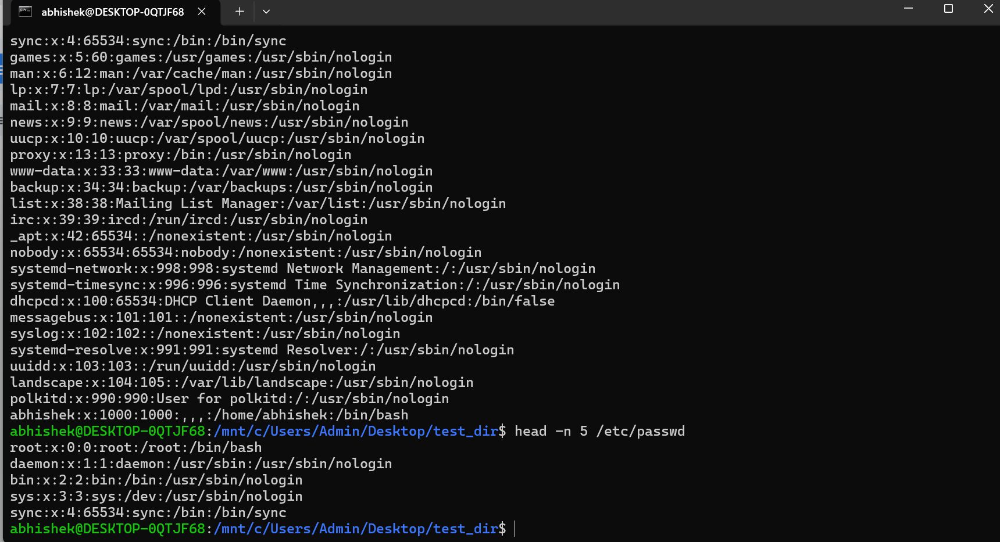 abhishek@DESKTOP-0QTJF68
sync:x:4:65534:sync:/bin:/bin/sync
games:x:5:60:games:/usr/games:/usr/sbin/nologin
man:x:6:12:man:/var/cache/man:/usr/sbin/nologin
lp:x:7:7:lp:/var/spool/lpd:/usr/sbin/nologin
mail:x:8:8:mail:/var/mail:/usr/sbin/nologin
news:x:9:9:news:/var/spool/news:/usr/sbin/nologin
uucp:x:10:10:uucp:/var/spool/uucp:/usr/sbin/nologin
proxy:x:13:13:proxy:/bin:/usr/sbin/nologin
www-data:x:33:33:www-data:/var/www:/usr/sbin/nologin
backup:x:34:34:backup:/var/backups:/usr/sbin/nologin
list:x:38:38:Mailing List Manager:/var/list:/usr/sbin/nologin
irc:x:39:39:ircd:/run/ircd:/usr/sbin/nologin
_apt:x:42:65534::/nonexistent:/usr/sbin/nologin
nobody:x:65534:65534:nobody:/nonexistent:/usr/sbin/nologin
systemd-network:x:998:998:systemd Network Management:/:/usr/sbin/nologin
systemd-timesync:x:996:996:systemd Time Synchronization:/:/usr/sbin/nologin
dhcpcd:x:100:65534:DHCP Client Daemon,,,:/usr/lib/dhcpcd:/bin/false
messagebus:x:101:101::/nonexistent:/usr/sbin/nologin
syslog:x:102:102::/nonexistent:/usr/sbin/nologin
systemd-resolve:x:991:991:systemd Resolver:/:/usr/sbin/nologin
uuidd:x:103:103::/run/uuidd:/usr/sbin/nologin
landscape:x:104:105::/var/lib/landscape:/usr/sbin/nologin
polkitd:x:990:990:User for polkitd:/:/usr/sbin/nologin
abhishek:x:1000:1000:,,,:/home/abhishek:/bin/bash
abhishek@DESKTOP-0QTJF68:/mnt/c/Users/Admin/Desktop/test_dir$ head -n 5 /etc/passwd
root:x:0:0:root:/root:/bin/bash
daemon:x:1:1:daemon:/usr/sbin:/usr/sbin/nologin
bin:x:2:2:bin:/bin:/usr/sbin/nologin
sys:x:3:3:sys:/dev:/usr/sbin/nologin
sync:x:4:65534:sync:/bin:/bin/sync
abhishek@DESKTOP-0QTJF68:/mnt/c/Users/Admin/Desktop/test_dir$